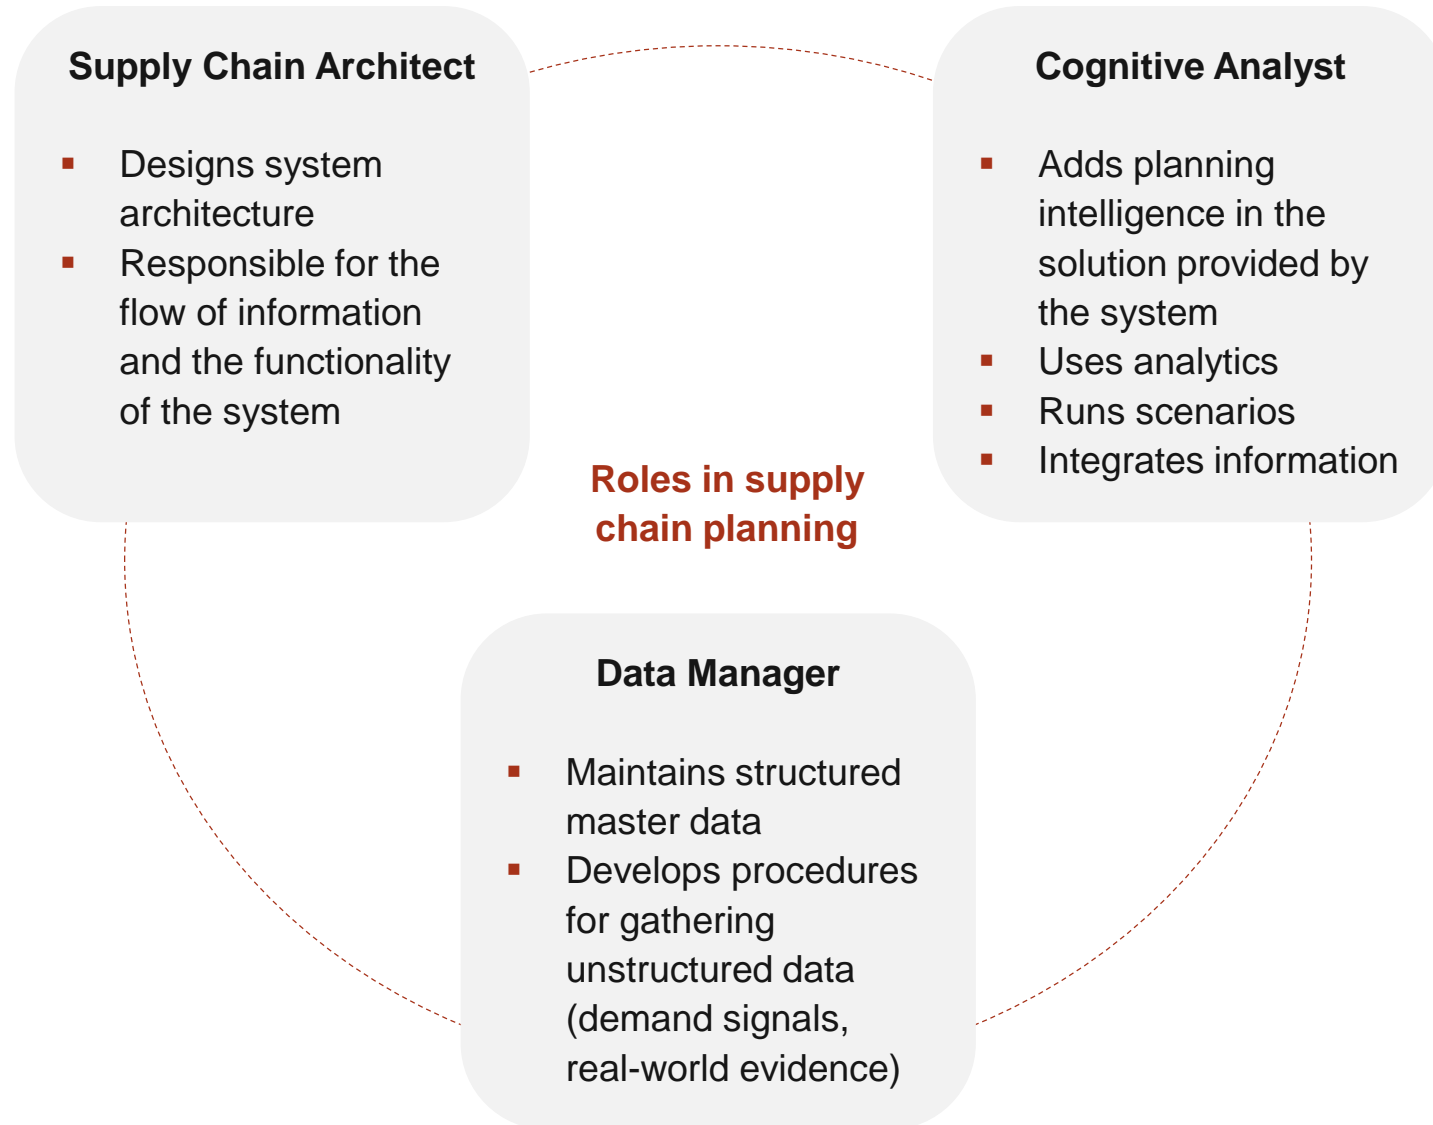 Supply Chain Architect
▪ Designs system
architecture
▪ Responsible for the
flow of information
and the functionality
of the system
Cognitive Analyst
▪ Adds planning
intelligence in the
solution provided by
the system
▪ Uses analytics
▪ Runs scenarios
▪ Integrates information
Roles in supply
chain planning
Data Manager
▪ Maintains structured
master data
▪ Develops procedures
for gathering
unstructured data
(demand signals,
real-world evidence)